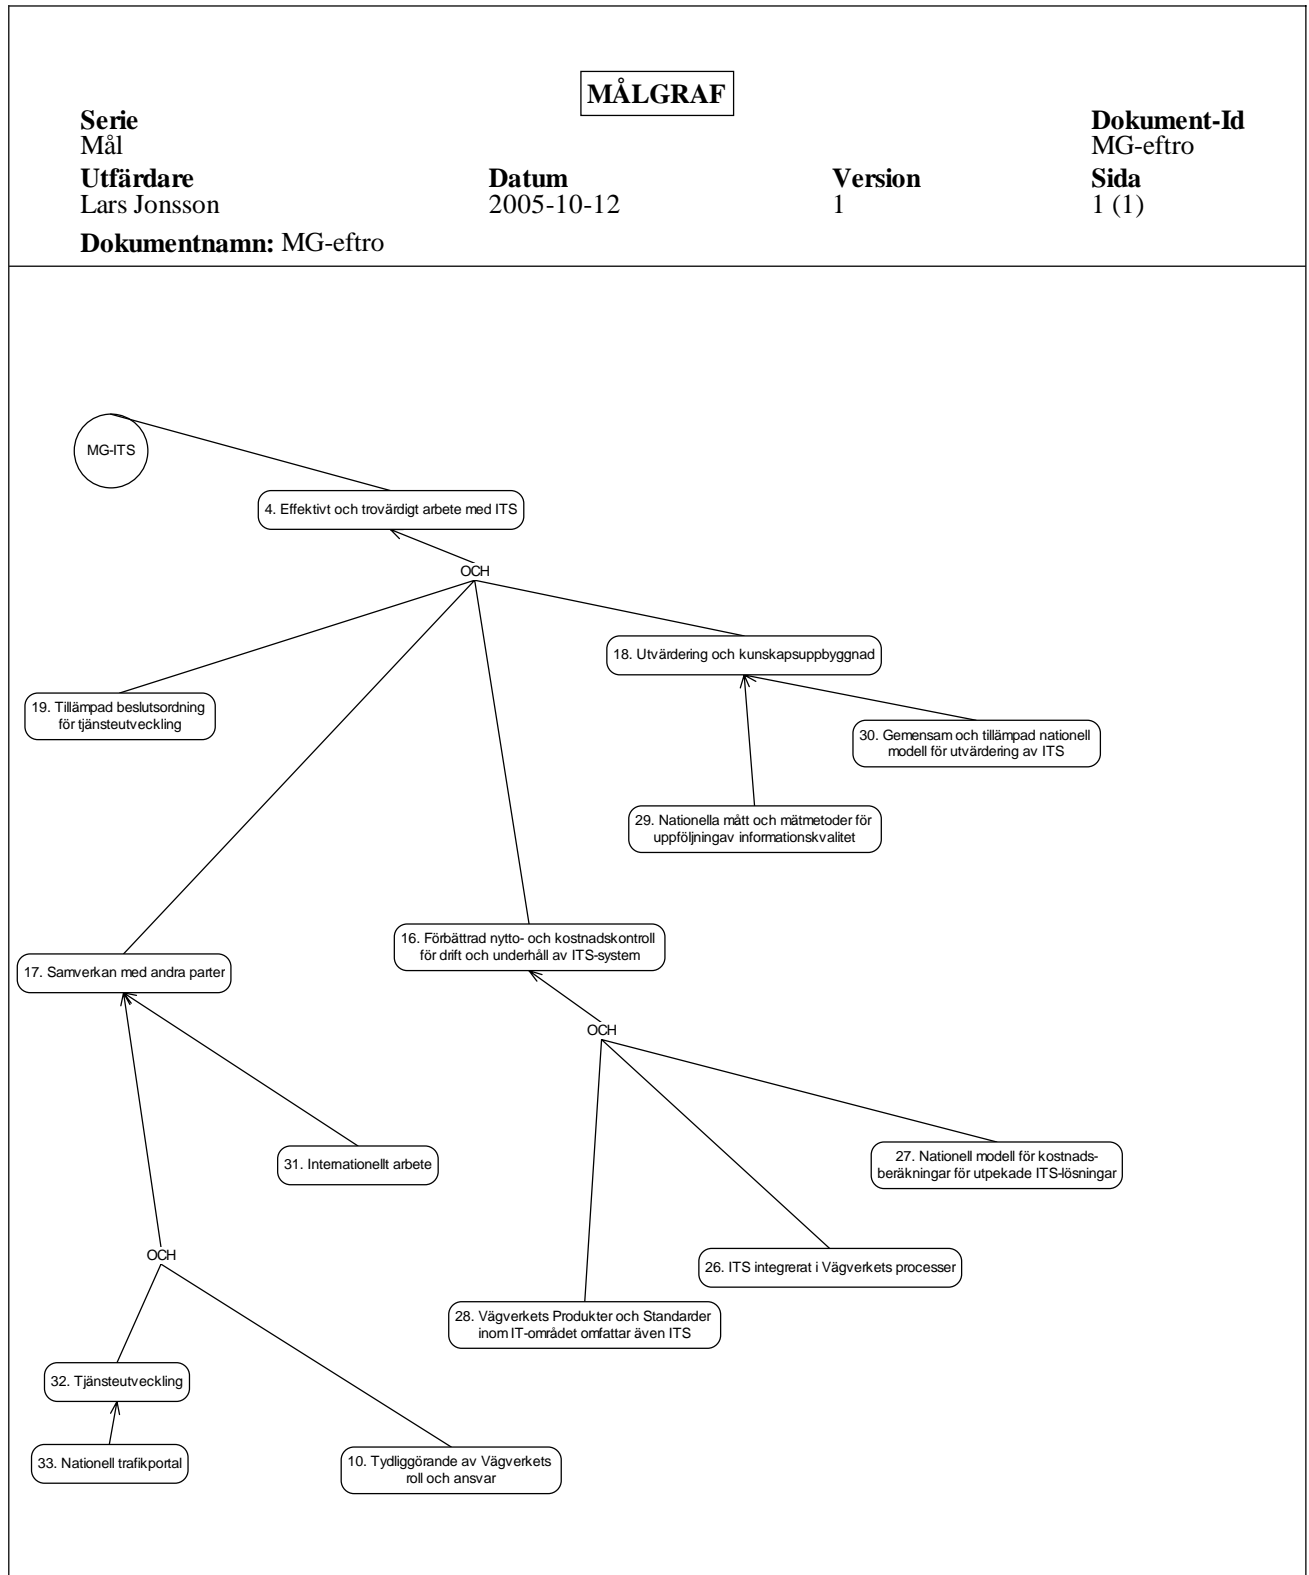 MÅLGRAF
Serie
Mål
Dokument-Id
MG-eftro
Utfärdare
Lars Jonsson
Datum
2005-10-12
Version
1
Sida
1 (1)
Dokumentnamn: MG-eftro
MG-ITS
4. Effektivt och trovärdigt arbete med ITS
OCH
18. Utvärdering och kunskapsuppbyggnad
19. Tillämpad beslutsordning
för tjänsteutveckling
30. Gemensam och tillämpad nationell
modell för utvärdering av ITS
29. Nationella mått och mätmetoder för
uppföljningav informationskvalitet
16. Förbättrad nytto- och kostnadskontroll
för drift och underhåll av ITS-system
17. Samverkan med andra parter
OCH
31. Internationellt arbete
27. Nationell modell för kostnads-
beräkningar för utpekade ITS-lösningar
OCH
26. ITS integrerat i Vägverkets processer
28. Vägverkets Produkter och Standarder
inom IT-området omfattar även ITS
32. Tjänsteutveckling
33. Nationell trafikportal
10. Tydliggörande av Vägverkets
roll och ansvar